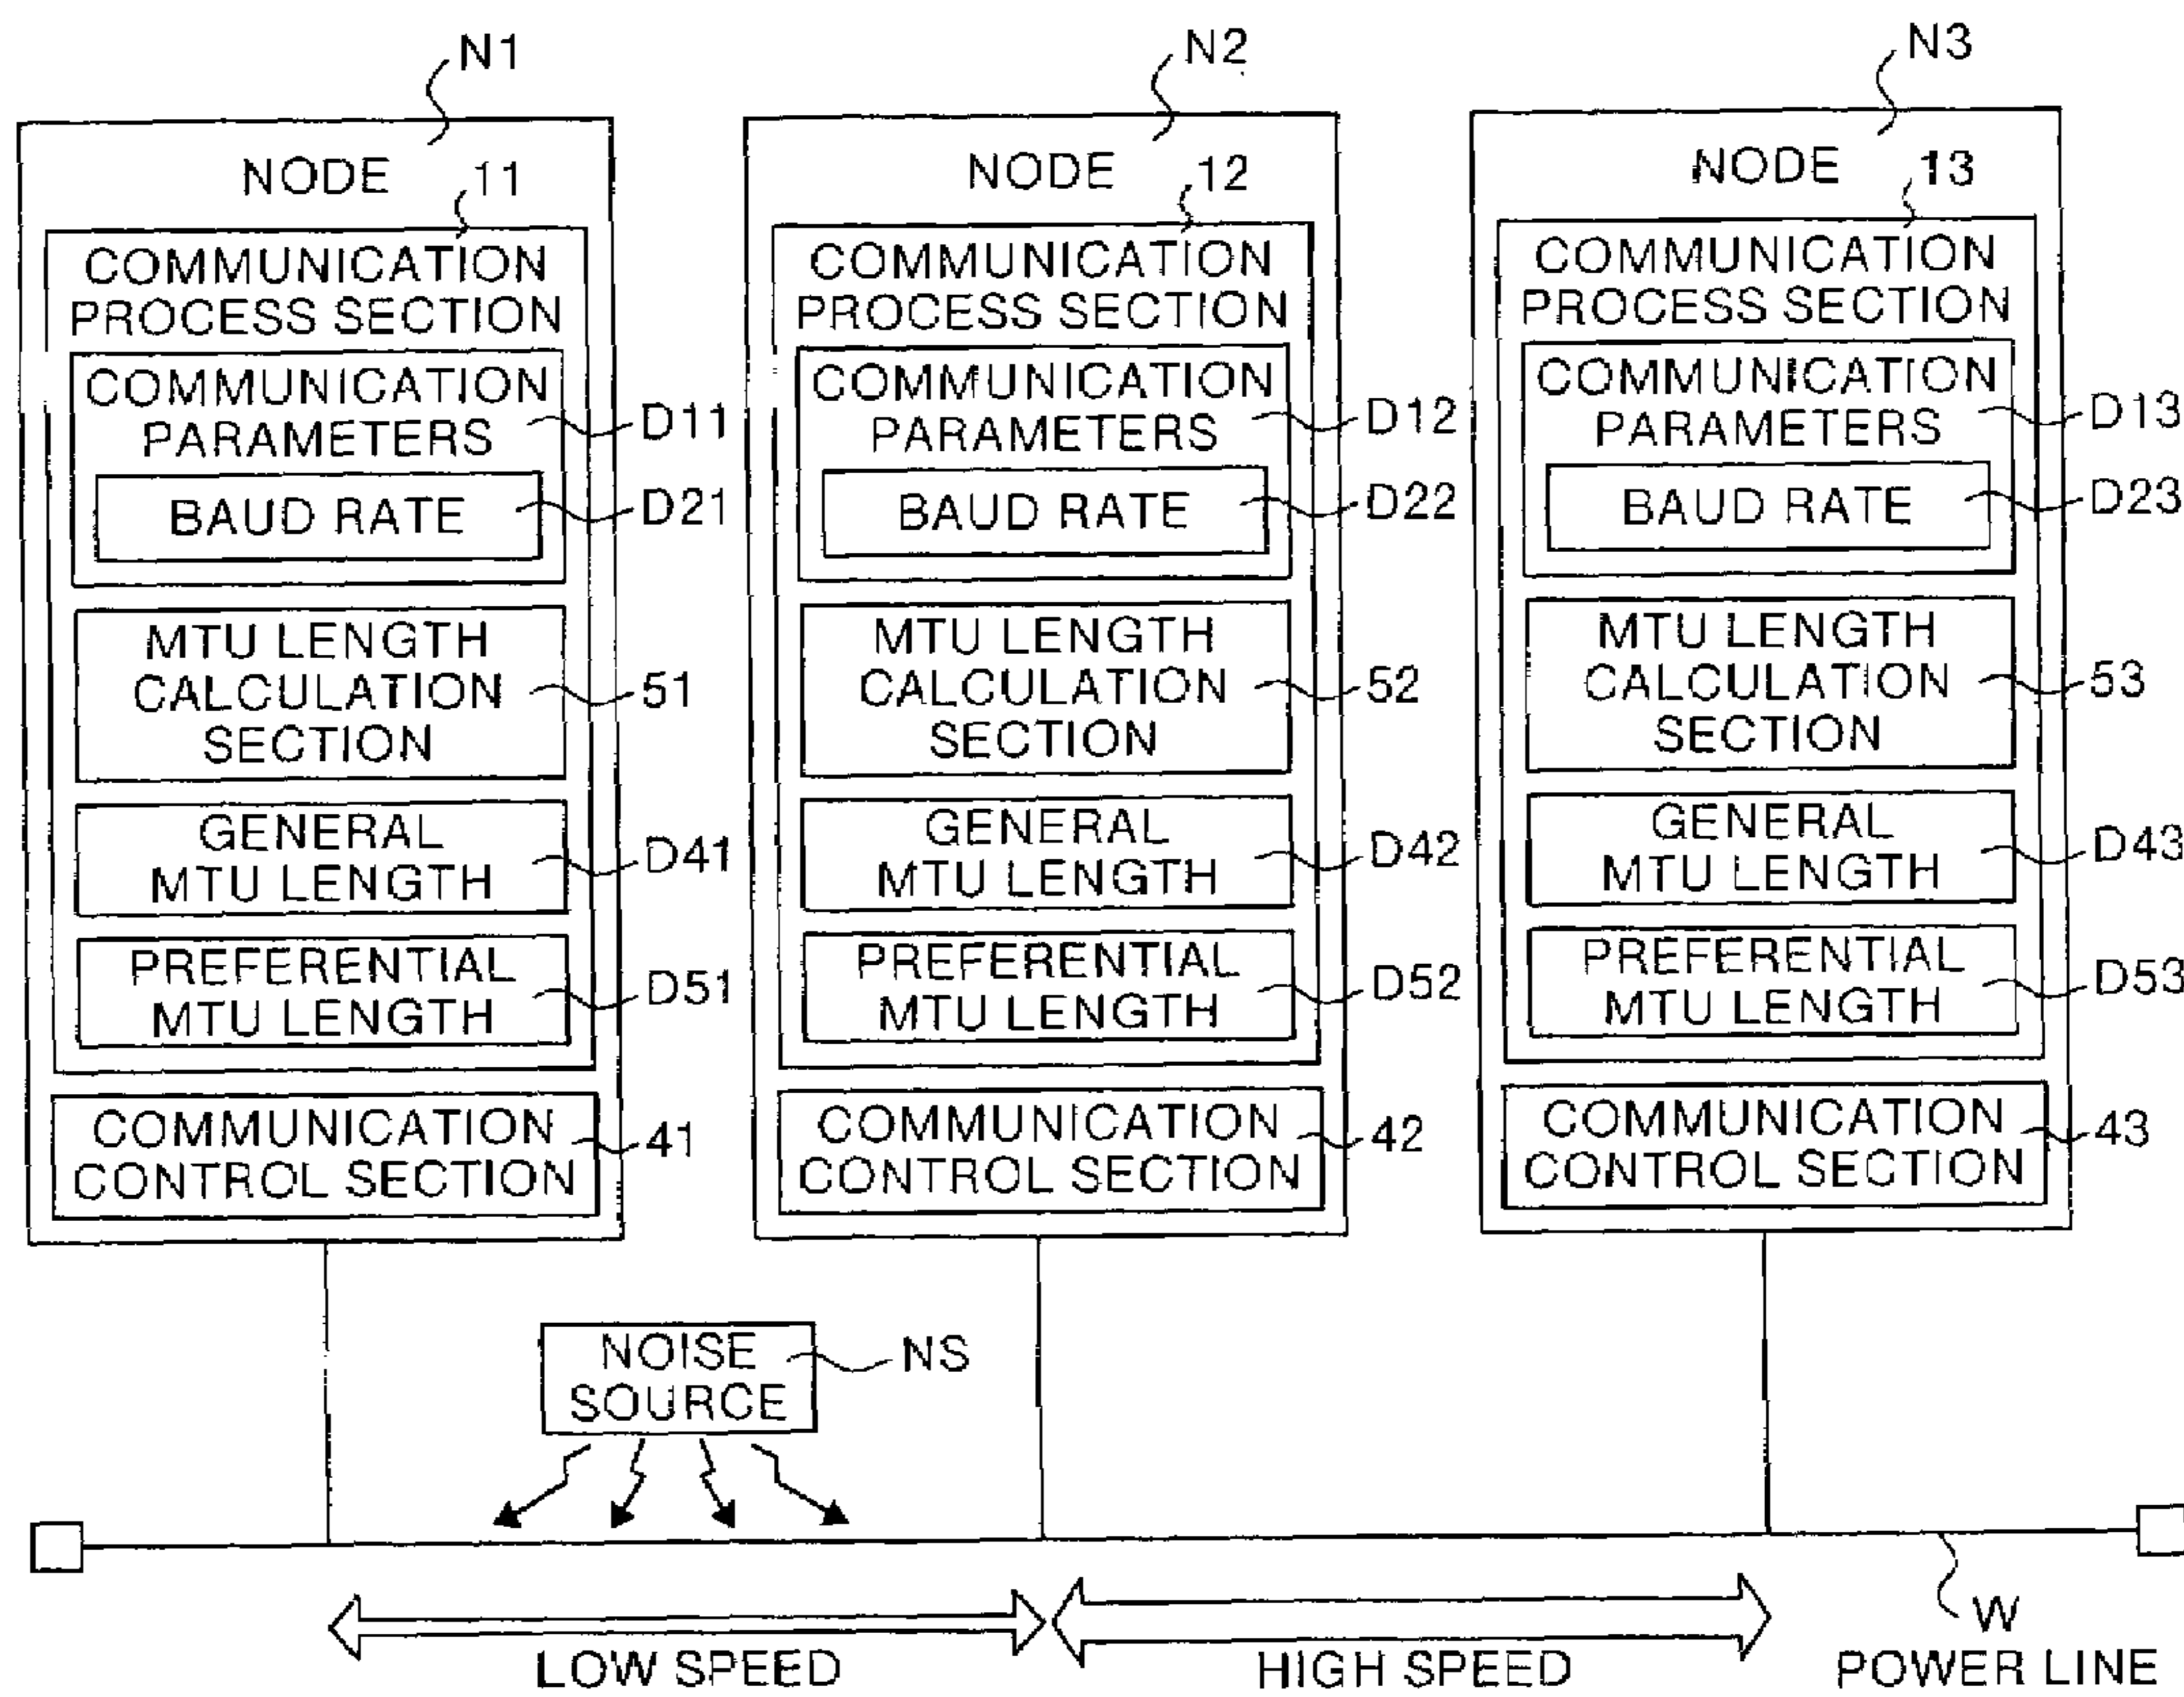 N1
NODE
11
COMMUNICATION
PROCESS SECTION
COMMUNICATION
PARAMETERS
D11
BAUD RATE
D21
MTU LENGTH
CALCULATION
SECTION
51
GENERAL
MTU LENGTH
D41
PREFERENTIAL
MTU LENGTH
D51
COMMUNICATION
CONTROL SECTION
41
N2
NODE
12
COMMUNICATION
PROCESS SECTION
COMMUNICATION
PARAMETERS
D12
BAUD RATE
D22
MTU LENGTH
CALCULATION
SECTION
52
GENERAL
MTU LENGTH
D42
PREFERENTIAL
MTU LENGTH
D52
COMMUNICATION
CONTROL SECTION
42
N3
NODE
13
COMMUNICATION
PROCESS SECTION
COMMUNICATION
PARAMETERS
D13
BAUD RATE
D23
MTU LENGTH
CALCULATION
SECTION
53
GENERAL
MTU LENGTH
D43
PREFERENTIAL
MTU LENGTH
D53
COMMUNICATION
CONTROL SECTION
43
NOISE
SOURCE
NS
LOW SPEED
HIGH SPEED
W
POWER LINE